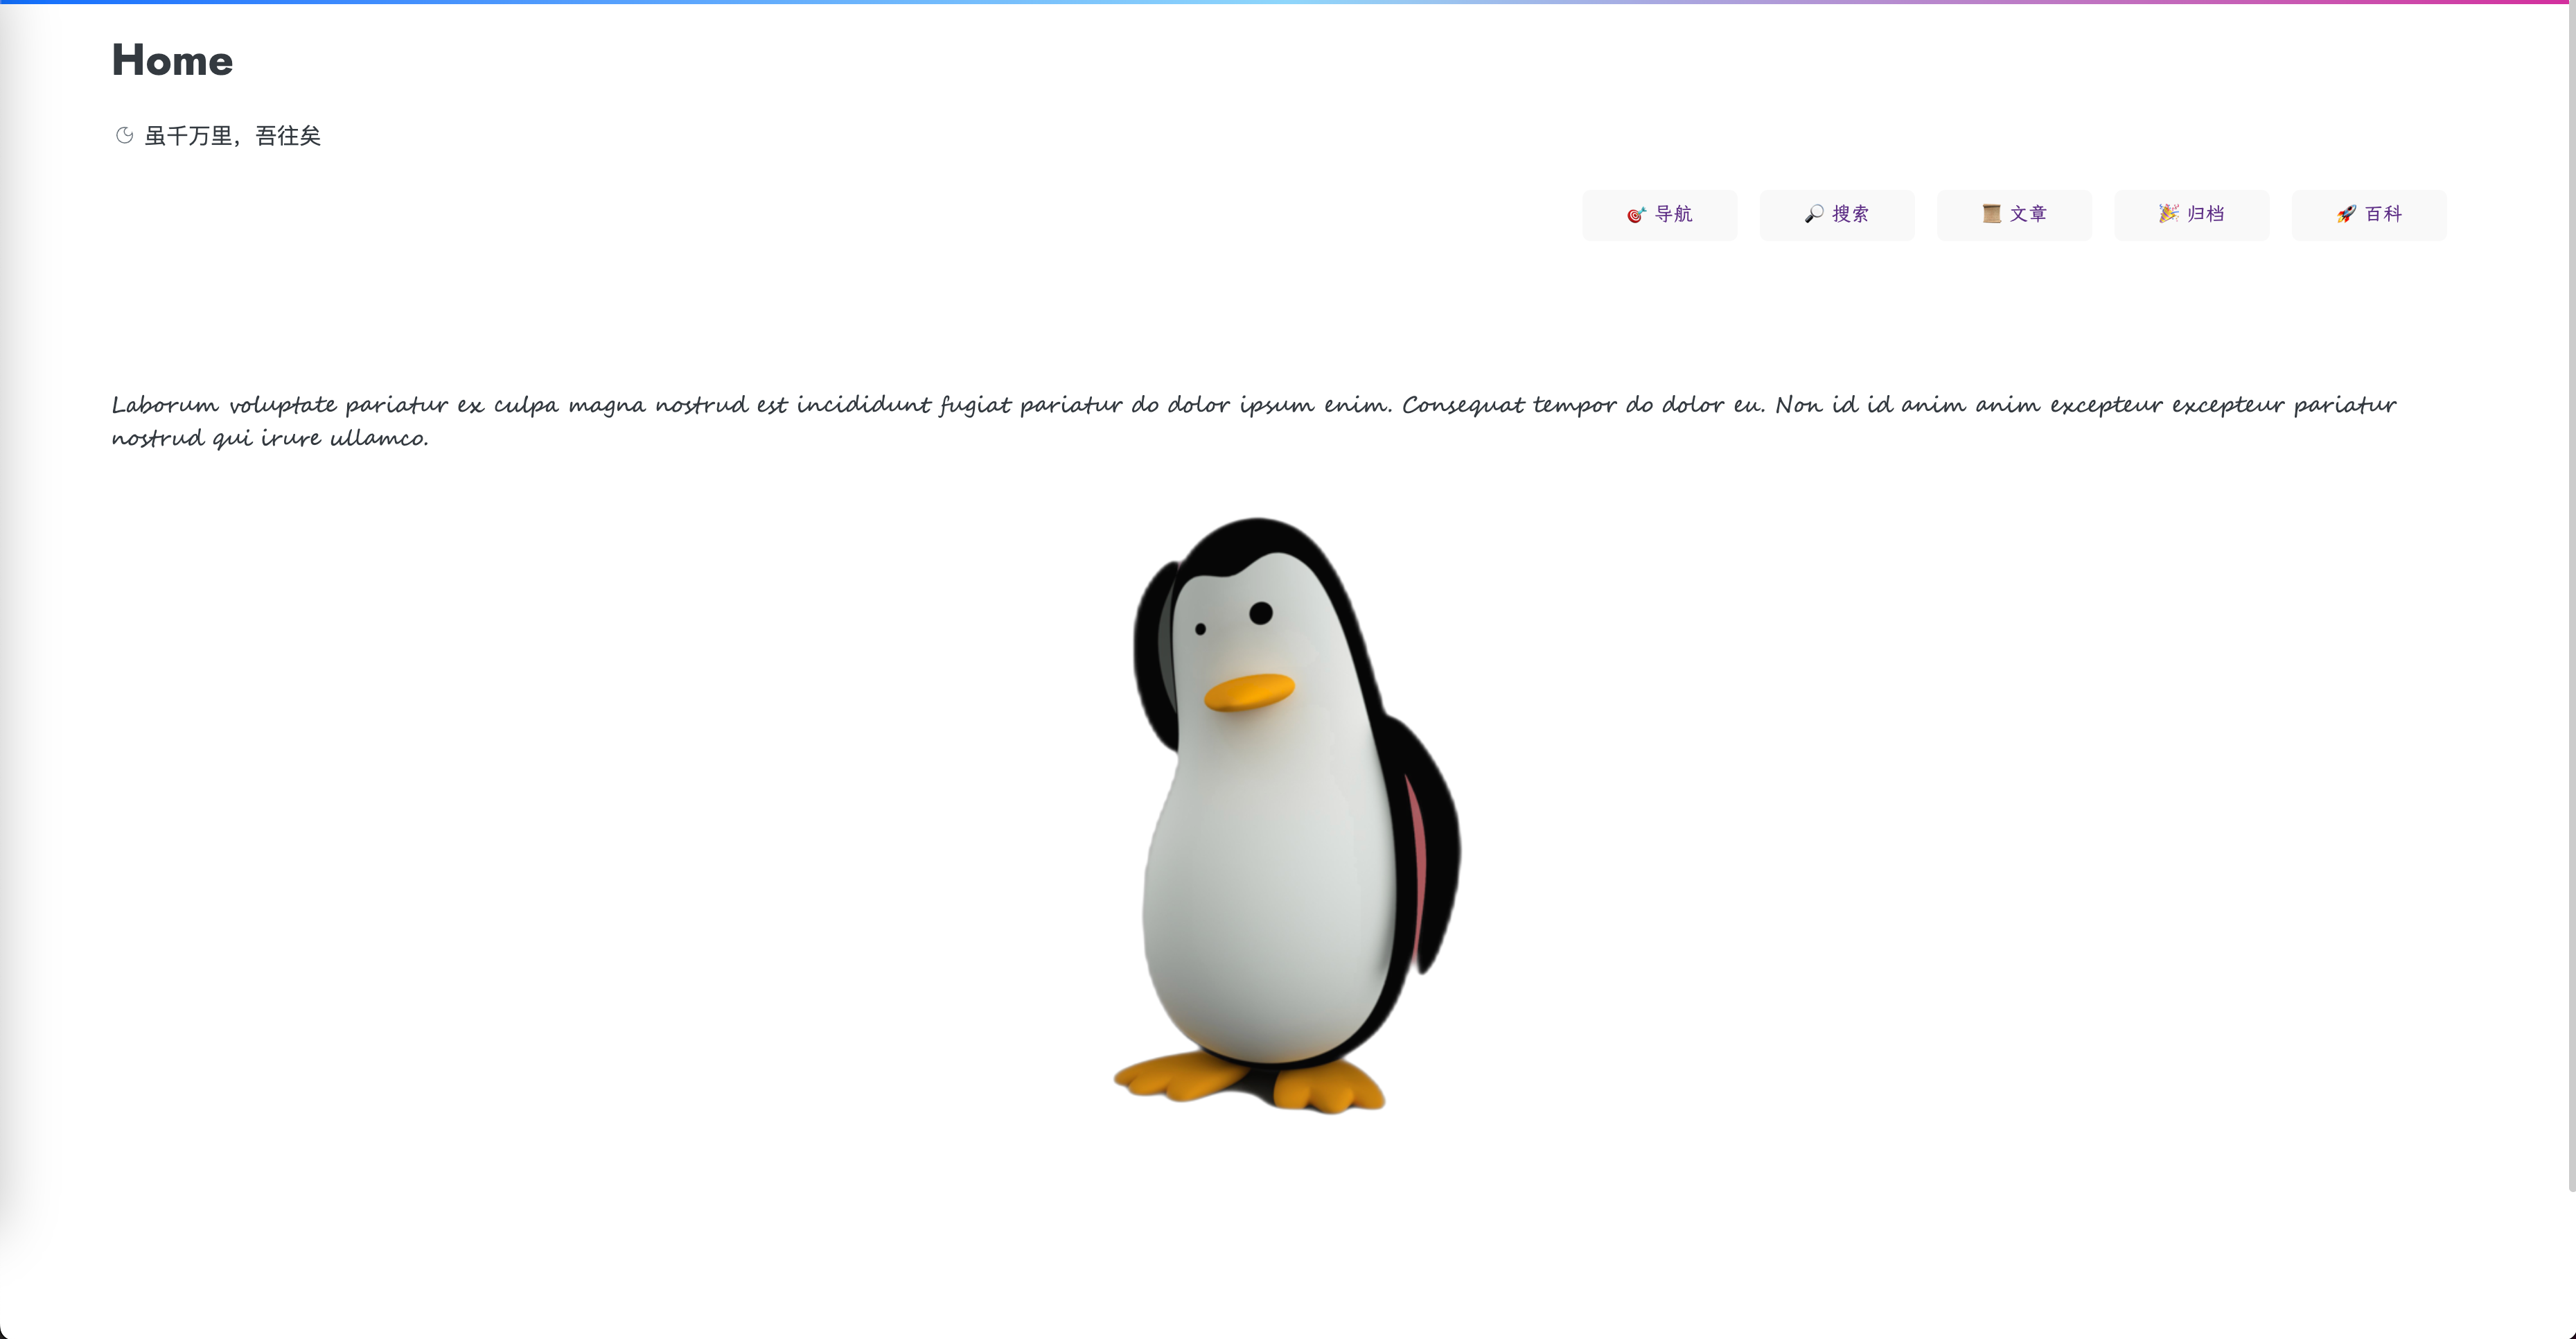 Home
虽千万里，吾往矣
🎯 导航 🔎 搜索 📜 文章 🎉 归档 🚀 百科
Laborum voluptate pariatur ex culpa magna nostrud est incididunt fugiat pariatur do dolor ipsum enim. Consequat tempor do dolor eu. Non id id anim anim excepteur excepteur pariatur
nostrud qui irure ullamco.